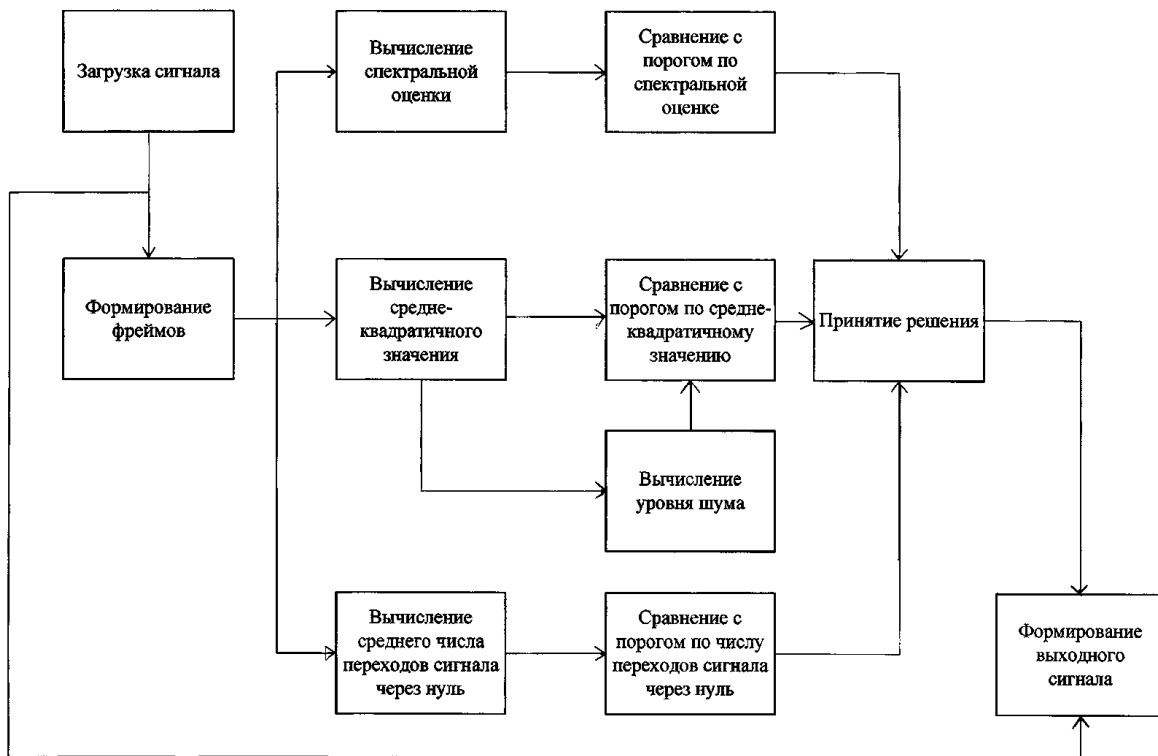 Загрузка сигнала
Вычисление
спектральной
оценки
Сравнение с
порогом по
спектральной
оценке
Формирование
фреймов
Вычисление
средне-
квадратичного
значения
Сравнение с
порогом по средне-
квадратичному
значению
Принятие решения
Вычисление
уровня шума
Вычисление
среднего числа
переходов сигнала
через нуль
Сравнение с
порогом по числу
переходов сигнала
через нуль
Формирование
выходного
сигнала